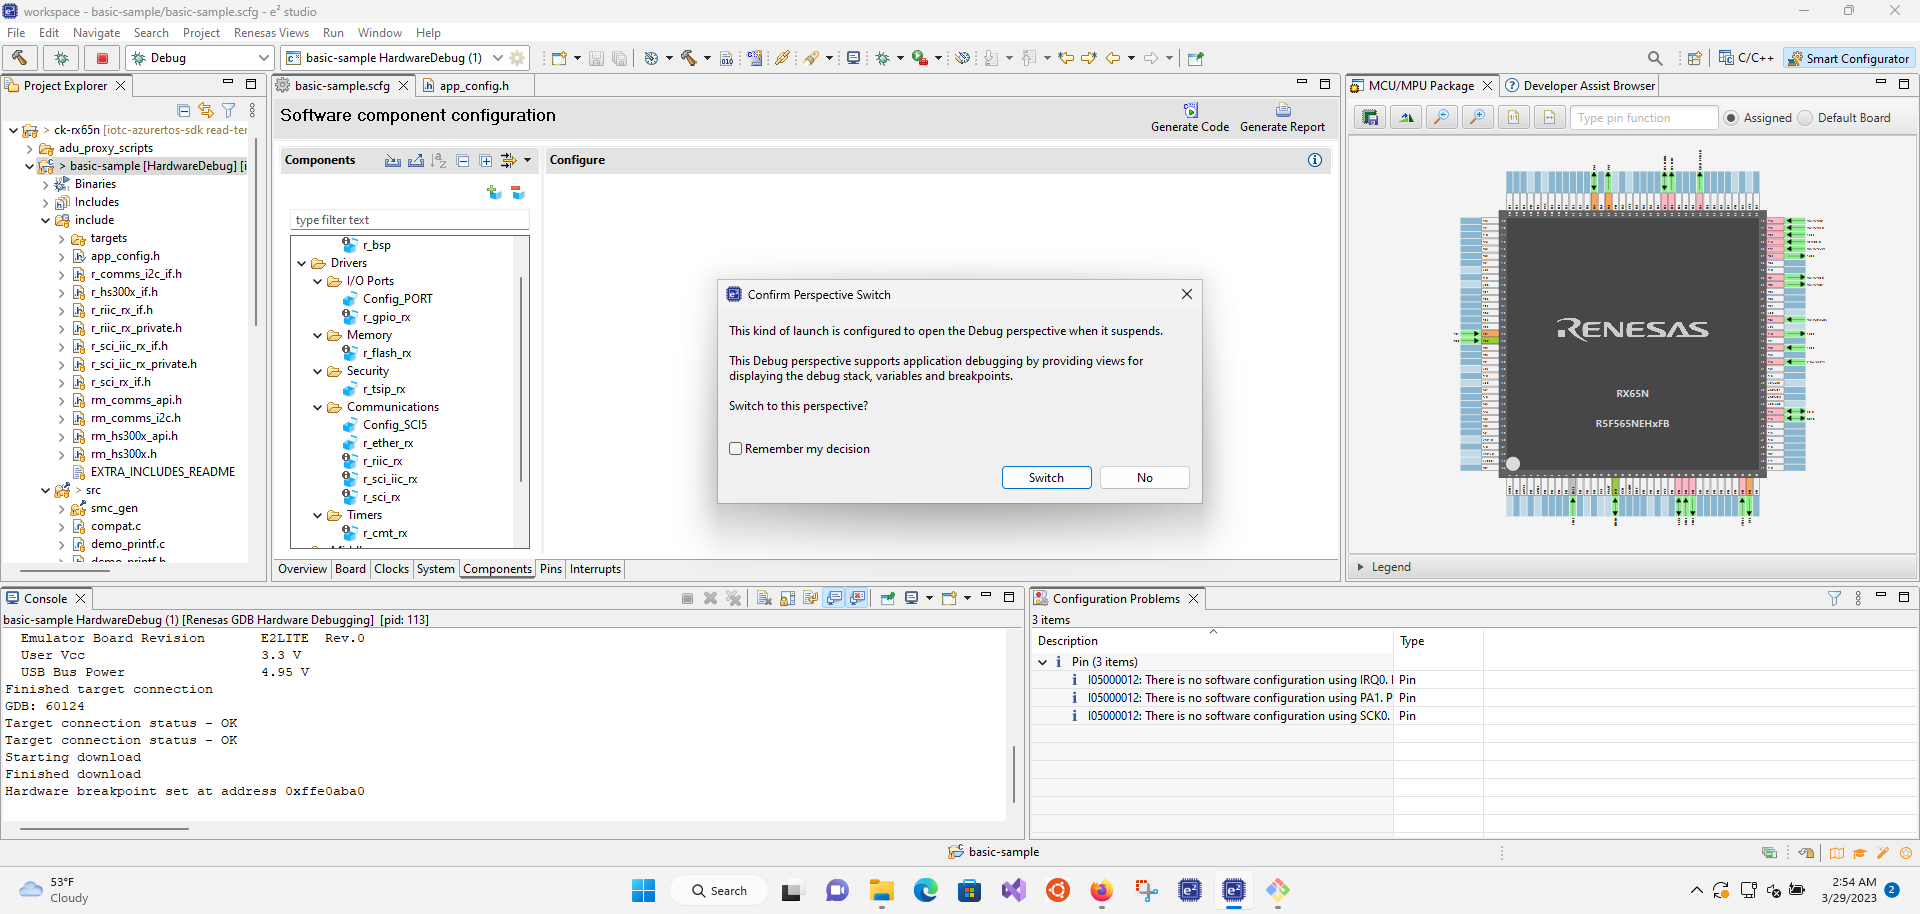 workspace - basic-sample/basic-sample.scfg - e² studio
File Edit Navigate Search Project Renesas Views Run Window Help
Debug
basic-sample HardwareDebug (1)
C/C++
Smart Configurator
Project Explorer
> ck-rx65n [iotc-azurertos-sdk read-ter
adu_proxy_scripts
> basic-sample [HardwareDebug] [i
Binaries
Includes
include
targets
app_config.h
r_comms_i2c_if.h
r_hs300x_if.h
r_riic_rx_if.h
r_riic_rx_private.h
r_sci_iic_rx_if.h
r_sci_iic_rx_private.h
r_sci_rx_if.h
rm_comms_api.h
rm_comms_i2c.h
rm_hs300x_api.h
rm_hs300x.h
EXTRA_INCLUDES_README
> src
smc_gen
compat.c
demo_printf.c
demo_printf.h
basic-sample.scfg
app_config.h
Software component configuration
Generate Code
Generate Report
Components
Configure
type filter text
r_bsp
Drivers
I/O Ports
Config_PORT
r_gpio_rx
Memory
r_flash_rx
Security
r_tsip_rx
Communications
Config_SCI5
r_ether_rx
r_riic_rx
r_sci_iic_rx
r_sci_rx
Timers
r_cmt_rx
Overview Board Clocks System Components Pins Interrupts
Confirm Perspective Switch
This kind of launch is configured to open the Debug perspective when it suspends.
This Debug perspective supports application debugging by providing views for
displaying the debug stack, variables and breakpoints.
Switch to this perspective?
Remember my decision
Switch
No
MCU/MPU Package
Developer Assist Browser
Type pin function
Assigned
Default Board
RENESAS
RX65N
R5F565NEHxFB
Legend
Console
basic-sample HardwareDebug (1) [Renesas GDB Hardware Debugging] [pid: 113]
Emulator Board Revision E2LITE Rev.0
User Vcc 3.3 V
USB Bus Power 4.95 V
Finished target connection
GDB: 60124
Target connection status - OK
Target connection status - OK
Starting download
Finished download
Hardware breakpoint set at address 0xffe0aba0
Configuration Problems
3 items
Description Type
Pin (3 items)
I05000012: There is no software configuration using IRQ0. Pin
I05000012: There is no software configuration using PA1. P Pin
I05000012: There is no software configuration using SCK0. Pin
basic-sample
53°F
Cloudy
Search
2:54 AM
3/29/2023
2